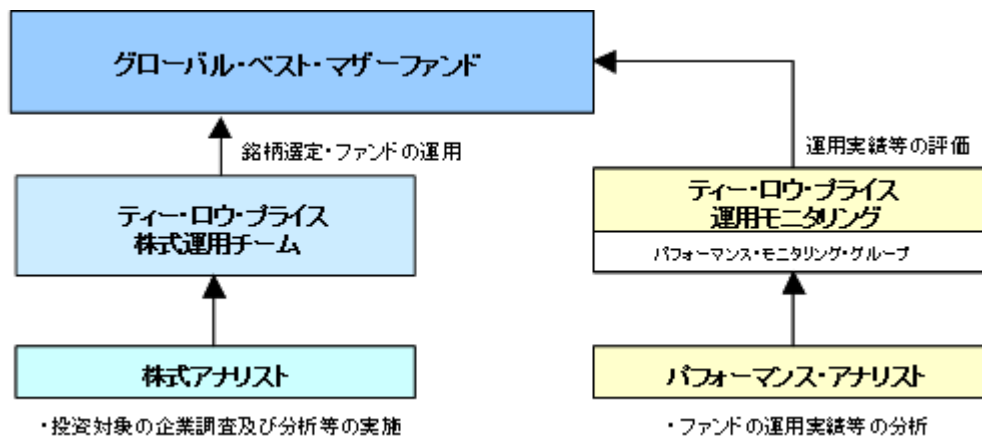 グローバル・ベスト・マザーファンド
銘柄選定・ファンドの運用
運用実績等の評価
ティー・ロウ・プライス
株式運用チーム
ティー・ロウ・プライス
運用モニタリング
パフォーマンス・モニタリング・グループ
株式アナリスト
パフォーマンス・アナリスト
・投資対象の企業調査及び分析等の実施
・ファンドの運用実績等の分析